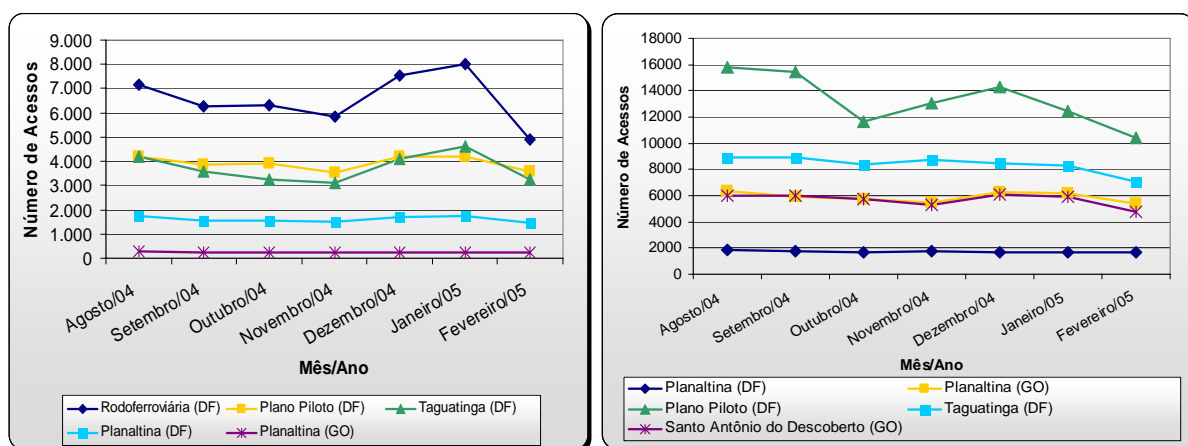 Número de Acessos
9.000
8.000
7.000
6.000
5.000
4.000
3.000
2.000
1.000
0
Agosto/04
Setembro/04
Outubro/04
Novembro/04
Dezembro/04
Janeiro/05
Fevereiro/05
Mês/Ano
Rodoferroviária (DF) Plano Piloto (DF) Taguatinga (DF)
Planaltina (DF) Planaltina (GO)
Número de Acessos
18000
16000
14000
12000
10000
8000
6000
4000
2000
0
Agosto/04
Setembro/04
Outubro/04
Novembro/04
Dezembro/04
Janeiro/05
Fevereiro/05
Mês/Ano
Planaltina (DF) Planaltina (GO)
Plano Piloto (DF) Taguatinga (DF)
Santo Antônio do Descoberto (GO)